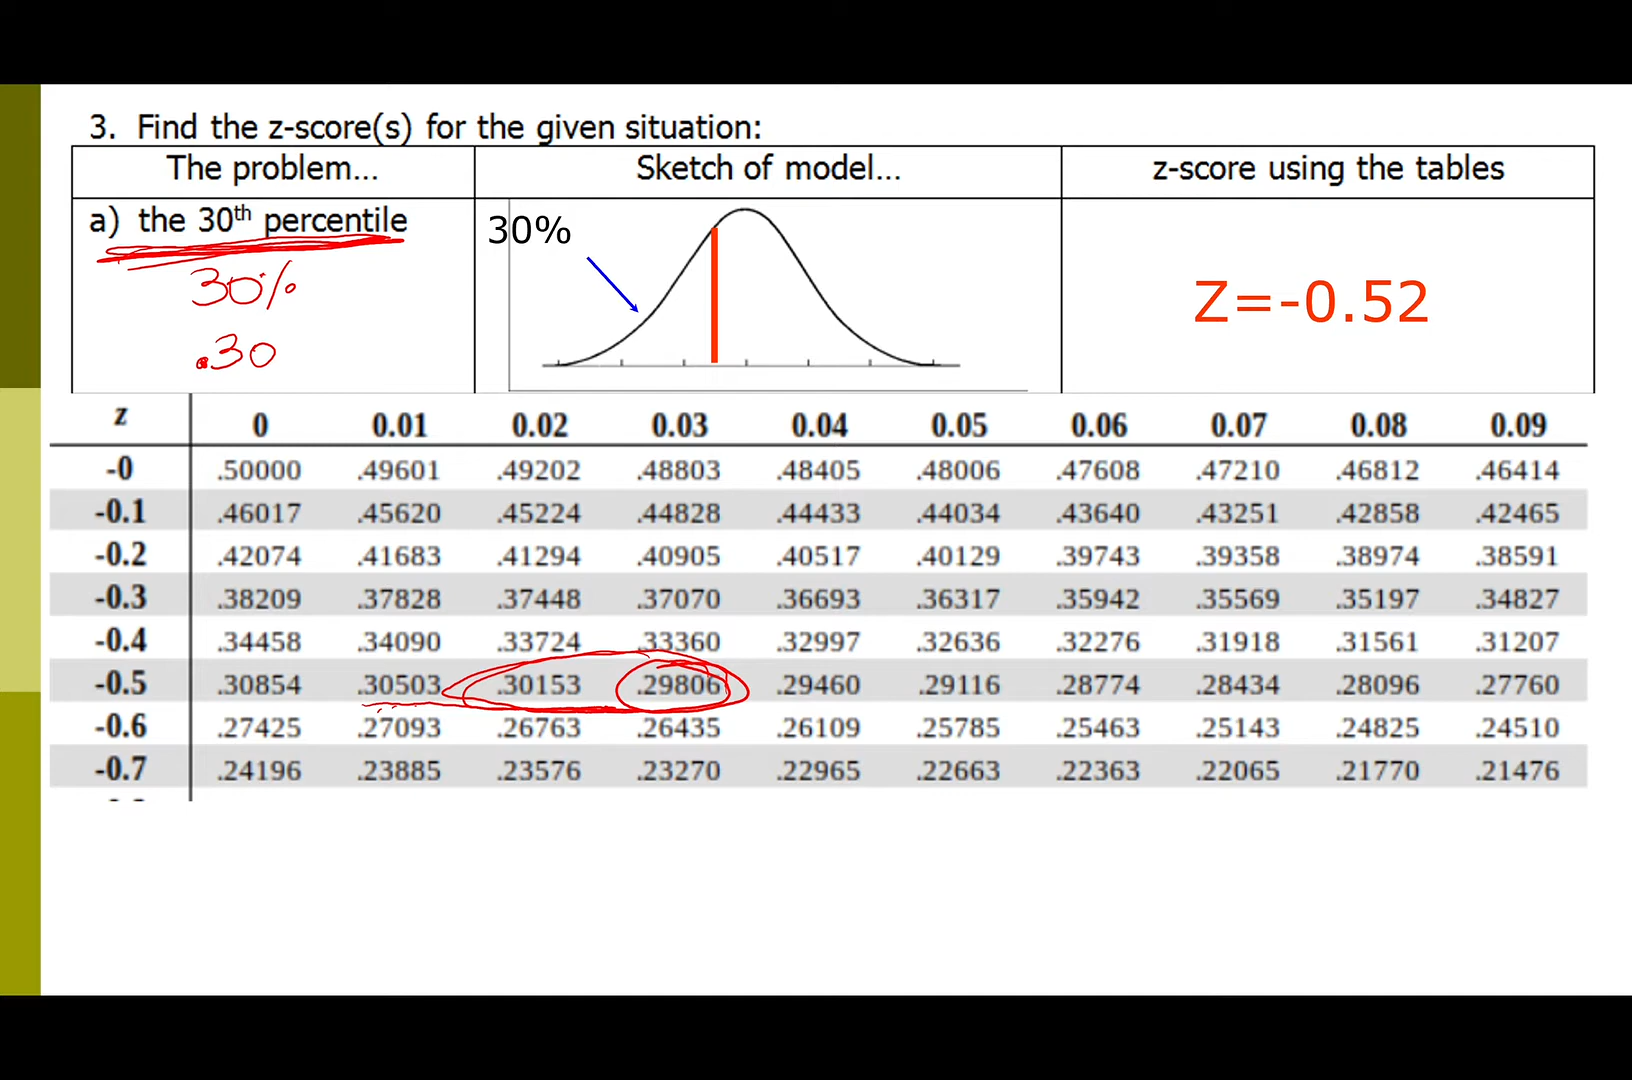 3. Find the z-score(s) for the given situation:
The problem... Sketch of model... z-score using the tables
a) the 30th percentile
30%
.30
30%
Z=-0.52
z 0 0.01 0.02 0.03 0.04 0.05 0.06 0.07 0.08 0.09
-0 .50000 .49601 .49202 .48803 .48405 .48006 .47608 .47210 .46812 .46414
-0.1 .46017 .45620 .45224 .44828 .44433 .44034 .43640 .43251 .42858 .42465
-0.2 .42074 .41683 .41294 .40905 .40517 .40129 .39743 .39358 .38974 .38591
-0.3 .38209 .37828 .37448 .37070 .36693 .36317 .35942 .35569 .35197 .34827
-0.4 .34458 .34090 .33724 .33360 .32997 .32636 .32276 .31918 .31561 .31207
-0.5 .30854 .30503 .30153 .29806 .29460 .29116 .28774 .28434 .28096 .27760
-0.6 .27425 .27093 .26763 .26435 .26109 .25785 .25463 .25143 .24825 .24510
-0.7 .24196 .23885 .23576 .23270 .22965 .22663 .22363 .22065 .21770 .21476